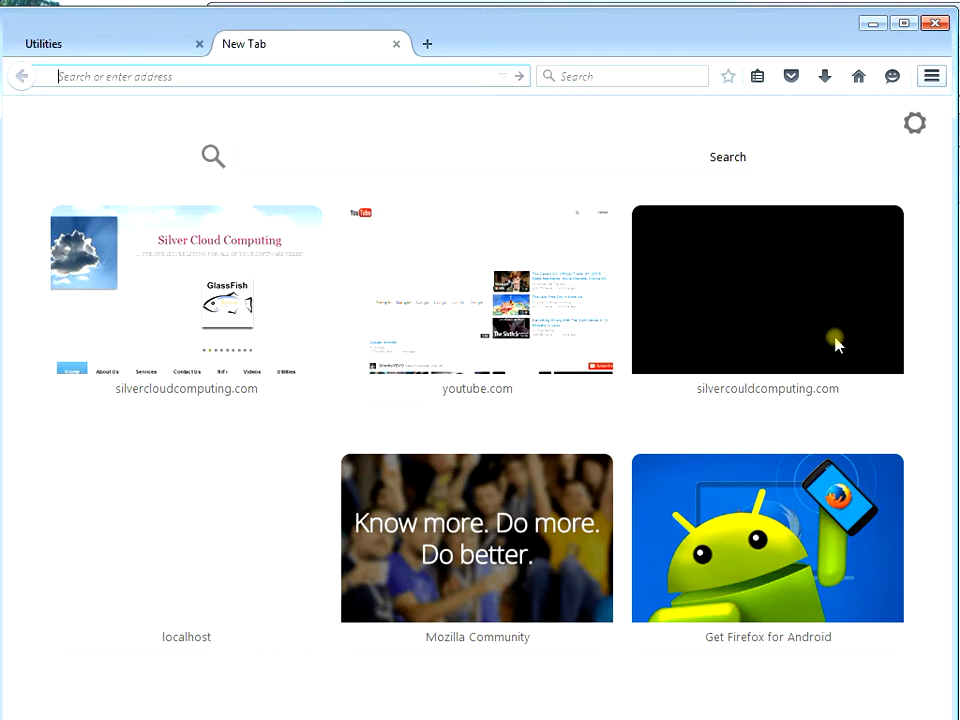 Utilities
New Tab
Search or enter address
Search
Search
Silver Cloud Computing
GlassFish
Home About Us Services Contact Us NiFi Videos Utilities
YouTube
silvercloudcomputing.com
youtube.com
silvercouldcomputing.com
Know more. Do more.
Do better.
localhost
Mozilla Community
Get Firefox for Android